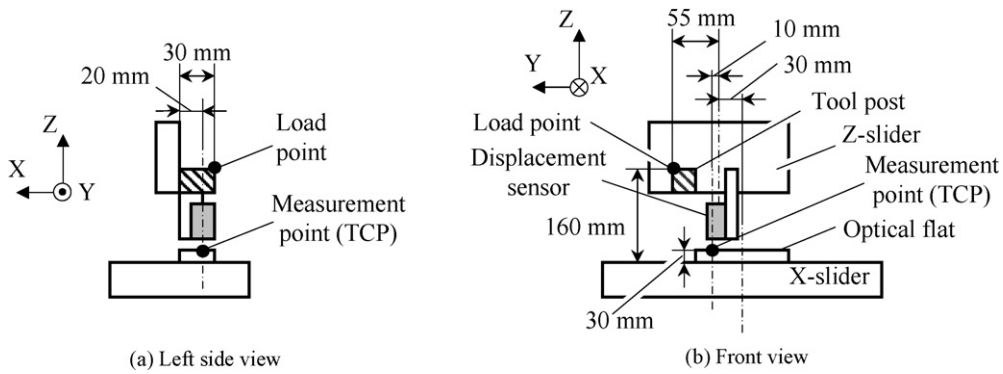 30 mm
20 mm
Z
X
Y
Load
point
Measurement
point (TCP)
(a) Left side view
55 mm
10 mm
30 mm
Z
Y
X
Tool post
Load point
Z-slider
Displacement
sensor
Measurement
point (TCP)
160 mm
Optical flat
X-slider
30 mm
(b) Front view